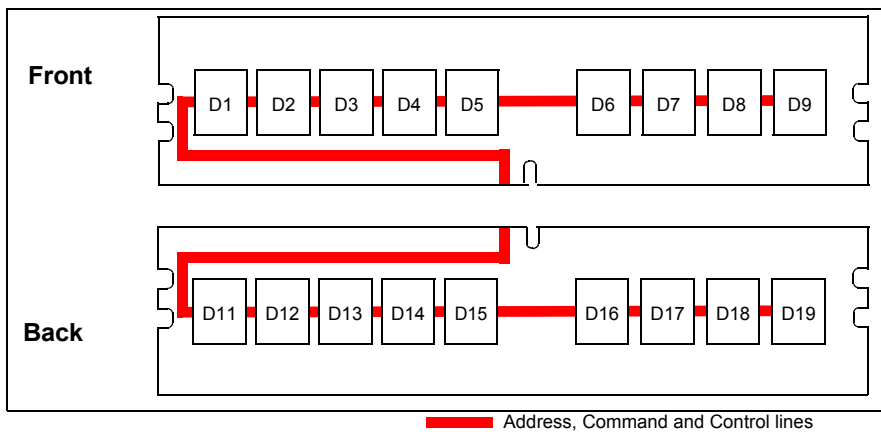 Front
D1 D2 D3 D4 D5 D6 D7 D8 D9
D11 D12 D13 D14 D15 D16 D17 D18 D19
Back
Address, Command and Control lines